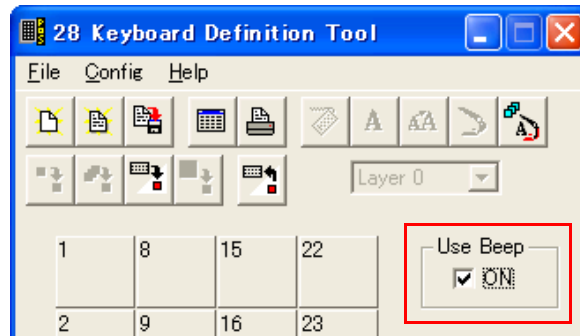 28 Keyboard Definition Tool
File Config Help
A AA A
Layer 0
1 8 15 22
Use Beep
ON
2 9 16 23